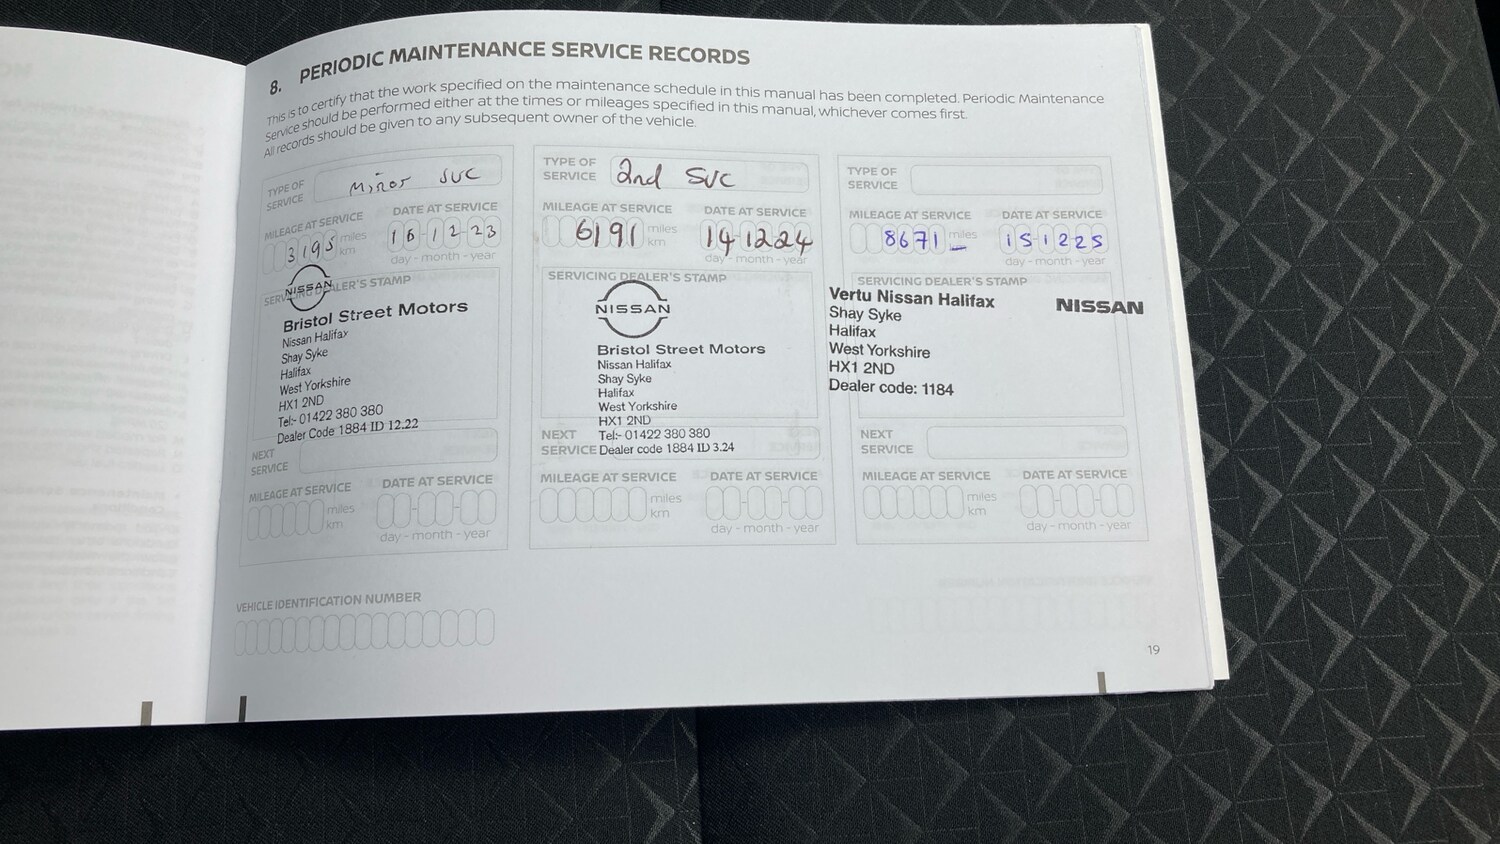 8. PERIODIC MAINTENANCE SERVICE RECORDS
This is to certify that the work specified on the maintenance schedule in this manual has been completed. Periodic Maintenance
Service should be performed either at the times or mileages specified in this manual, whichever comes first.
All records should be given to any subsequent owner of the vehicle.
TYPE OF SERVICE Minor SVC
MILEAGE AT SERVICE DATE AT SERVICE
3195 miles km 16-12-23
day - month - year
SERVICING DEALER'S STAMP
NISSAN
Bristol Street Motors
Nissan Halifax
Shay Syke
Halifax
West Yorkshire
HX1 2ND
Tel:- 01422 380 380
Dealer Code 1884 ID 12.22
NEXT SERVICE
MILEAGE AT SERVICE DATE AT SERVICE
miles km
day - month - year
TYPE OF SERVICE 2nd SVC
MILEAGE AT SERVICE DATE AT SERVICE
6191 miles km 14 12 24
day - month - year
SERVICING DEALER'S STAMP
NISSAN
Bristol Street Motors
Nissan Halifax
Shay Syke
Halifax
West Yorkshire
HX1 2ND
Tel:- 01422 380 380
Dealer code 1884 ID 3.24
NEXT SERVICE
MILEAGE AT SERVICE DATE AT SERVICE
miles km
day - month - year
TYPE OF SERVICE
MILEAGE AT SERVICE DATE AT SERVICE
8671 miles 15-12 25
day - month - year
SERVICING DEALER'S STAMP
Vertu Nissan Halifax NISSAN
Shay Syke
Halifax
West Yorkshire
HX1 2ND
Dealer code: 1184
NEXT SERVICE
MILEAGE AT SERVICE DATE AT SERVICE
miles km
day - month - year
VEHICLE IDENTIFICATION NUMBER
19